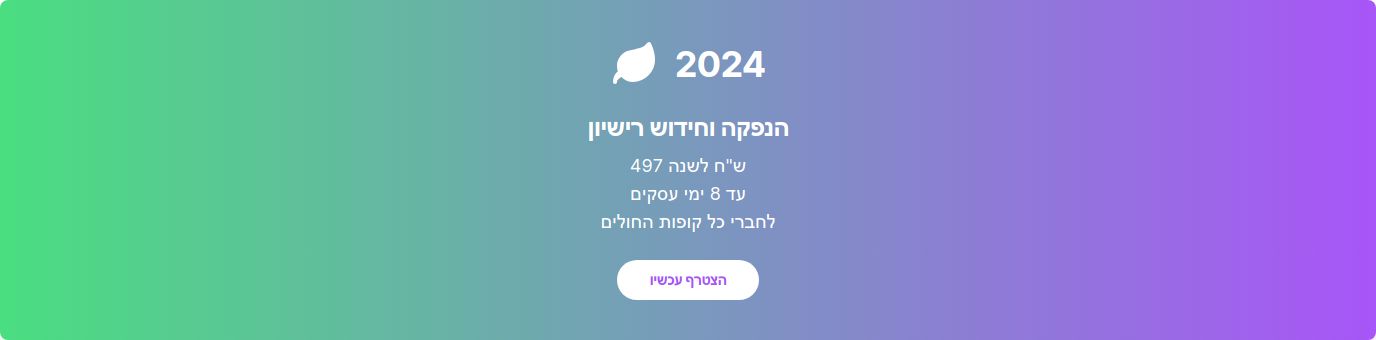 2024
הנפקה וחידוש רישיון
ש"ח לשנה 497
עד 8 ימי עסקים
לחברי כל קופות החולים
הצטרף עכשיו